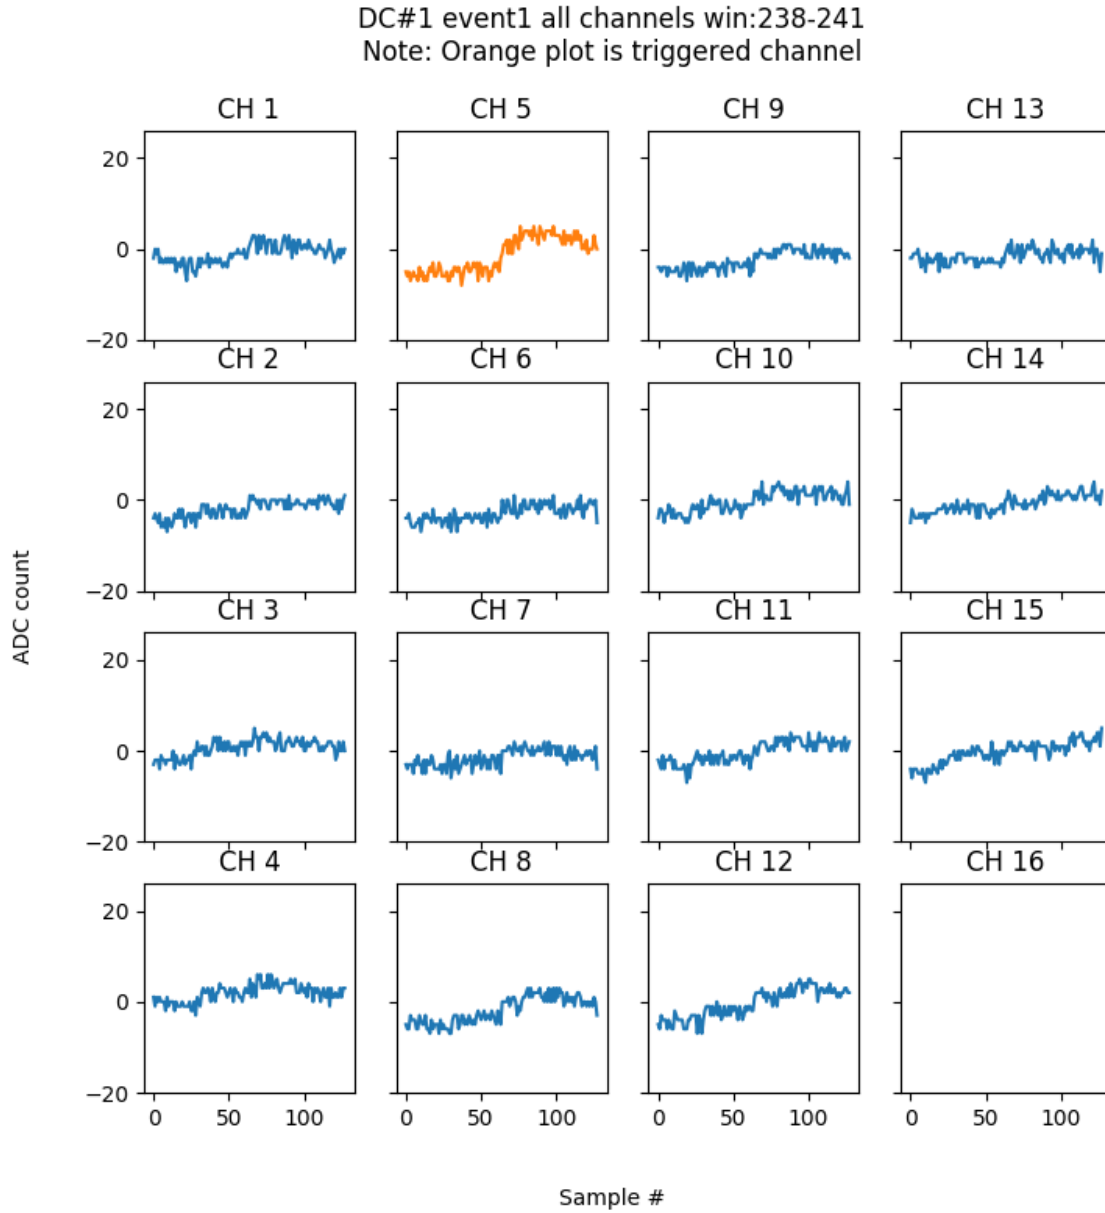 DC#1 event1 all channels win:238-241
Note: Orange plot is triggered channel
CH 1 CH 5 CH 9 CH 13
20
0
−20
CH 2 CH 6 CH 10 CH 14
20
0
−20
CH 3 CH 7 CH 11 CH 15
20
0
−20
CH 4 CH 8 CH 12 CH 16
20
0
−20
0 50 100 0 50 100 0 50 100 0 50 100
ADC count
Sample #